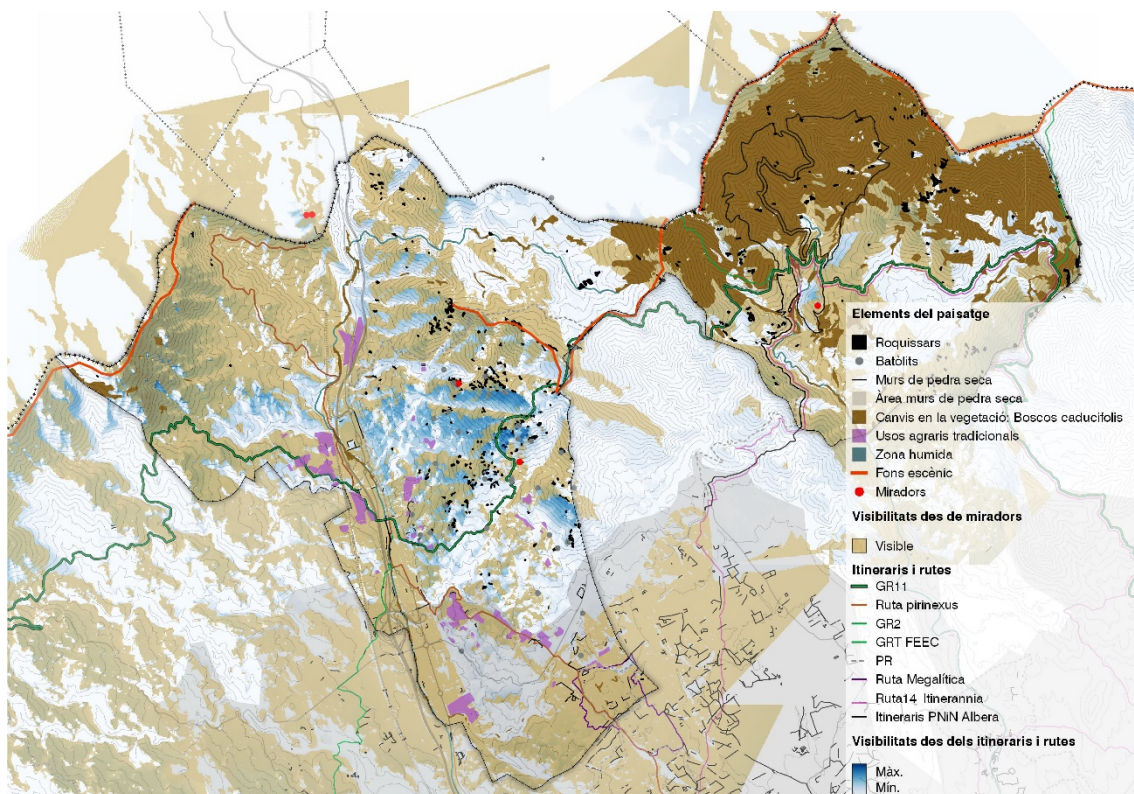 Elements del paisatge
Roquissars
Batòlits
Murs de pedra seca
Àrea murs de pedra seca
Canvis en la vegetació: Boscos caducifolis
Usos agraris tradicionals
Zona humida
Fons escènic
Miradors
Visibilitats des de miradors
Visible
Itineraris i rutes
GR11
Ruta pirinexus
GR2
GRT FEEC
PR
Ruta Megalítica
Ruta14 Itinerannia
Itineraris PNiN Albera
Visibilitats des dels itineraris i rutes
Màx.
Mín.